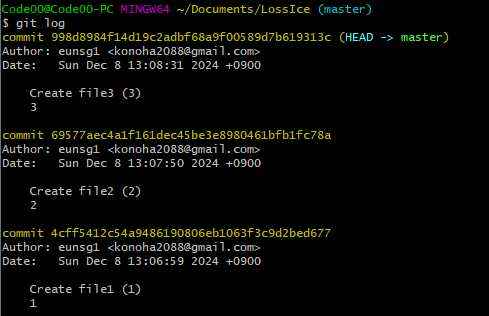 Code00@Code00-PC MINGW64 ~/Documents/LossIce (master)
$ git log
commit 998d8984f14d19c2adbf68a9f00589d7b619313c (HEAD -> master)
Author: eunsg1 <konoha2088@gmail.com>
Date:   Sun Dec 8 13:08:31 2024 +0900
    Create file3 (3)
    3
commit 69577aec4a1f161dec45be3e8980461bfb1fc78a
Author: eunsg1 <konoha2088@gmail.com>
Date:   Sun Dec 8 13:07:50 2024 +0900
    Create file2 (2)
    2
commit 4cff5412c54a9486190806eb1063f3c9d2bed677
Author: eunsg1 <konoha2088@gmail.com>
Date:   Sun Dec 8 13:06:59 2024 +0900
    Create file1 (1)
    1